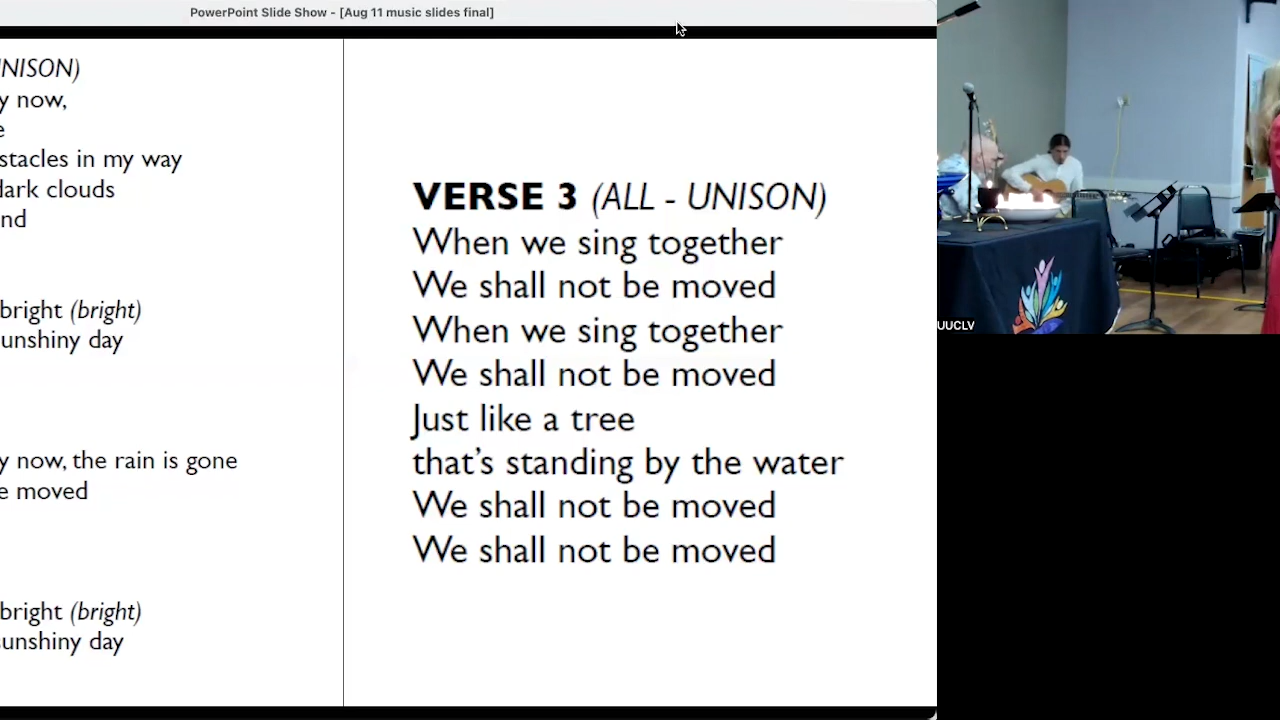 PowerPoint Slide Show - [Aug 11 music slides final]
NISON)
y now,
e
stacles in my way
dark clouds
nd
bright (bright)
unshiny day
y now, the rain is gone
e moved
bright (bright)
sunshiny day
VERSE 3 (ALL - UNISON)
When we sing together
We shall not be moved
When we sing together
We shall not be moved
Just like a tree
that's standing by the water
We shall not be moved
We shall not be moved
UUCLV